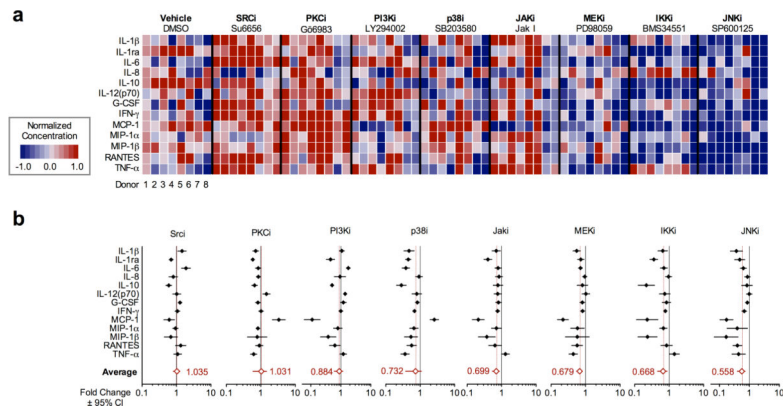 a
Vehicle SRCi PKCi PI3Ki p38i JAKi MEKi IKKi JNKi
DMSO Su6656 Go6983 LY294002 SB203580 Jak I PD98059 BMS34551 SP600125
IL-1β
IL-1ra
IL-6
IL-8
IL-10
IL-12(p70)
G-CSF
IFN-γ
MCP-1
MIP-1α
MIP-1β
RANTES
TNF-α
Normalized
Concentration
-1.0 1.0
Donor 1 2 3 4 5 6 7 8
b
Srci PKCi PI3Ki p38i Jaki MEKi IKKi JNKi
IL-1β
IL-1ra
IL-6
IL-8
IL-10
IL-12(p70)
G-CSF
IFN-γ
MCP-1
MIP-1α
MIP-1β
RANTES
TNF-α
Average 1.035 1.031 0.884 0.732 0.699 0.679 0.668 0.558
Fold Change
± 95% CI
0.1 1 10 0.1 1 10 0.1 1 10 0.1 1 10 0.1 1 10 0.1 1 10 0.1 1 10 0.1 1 10